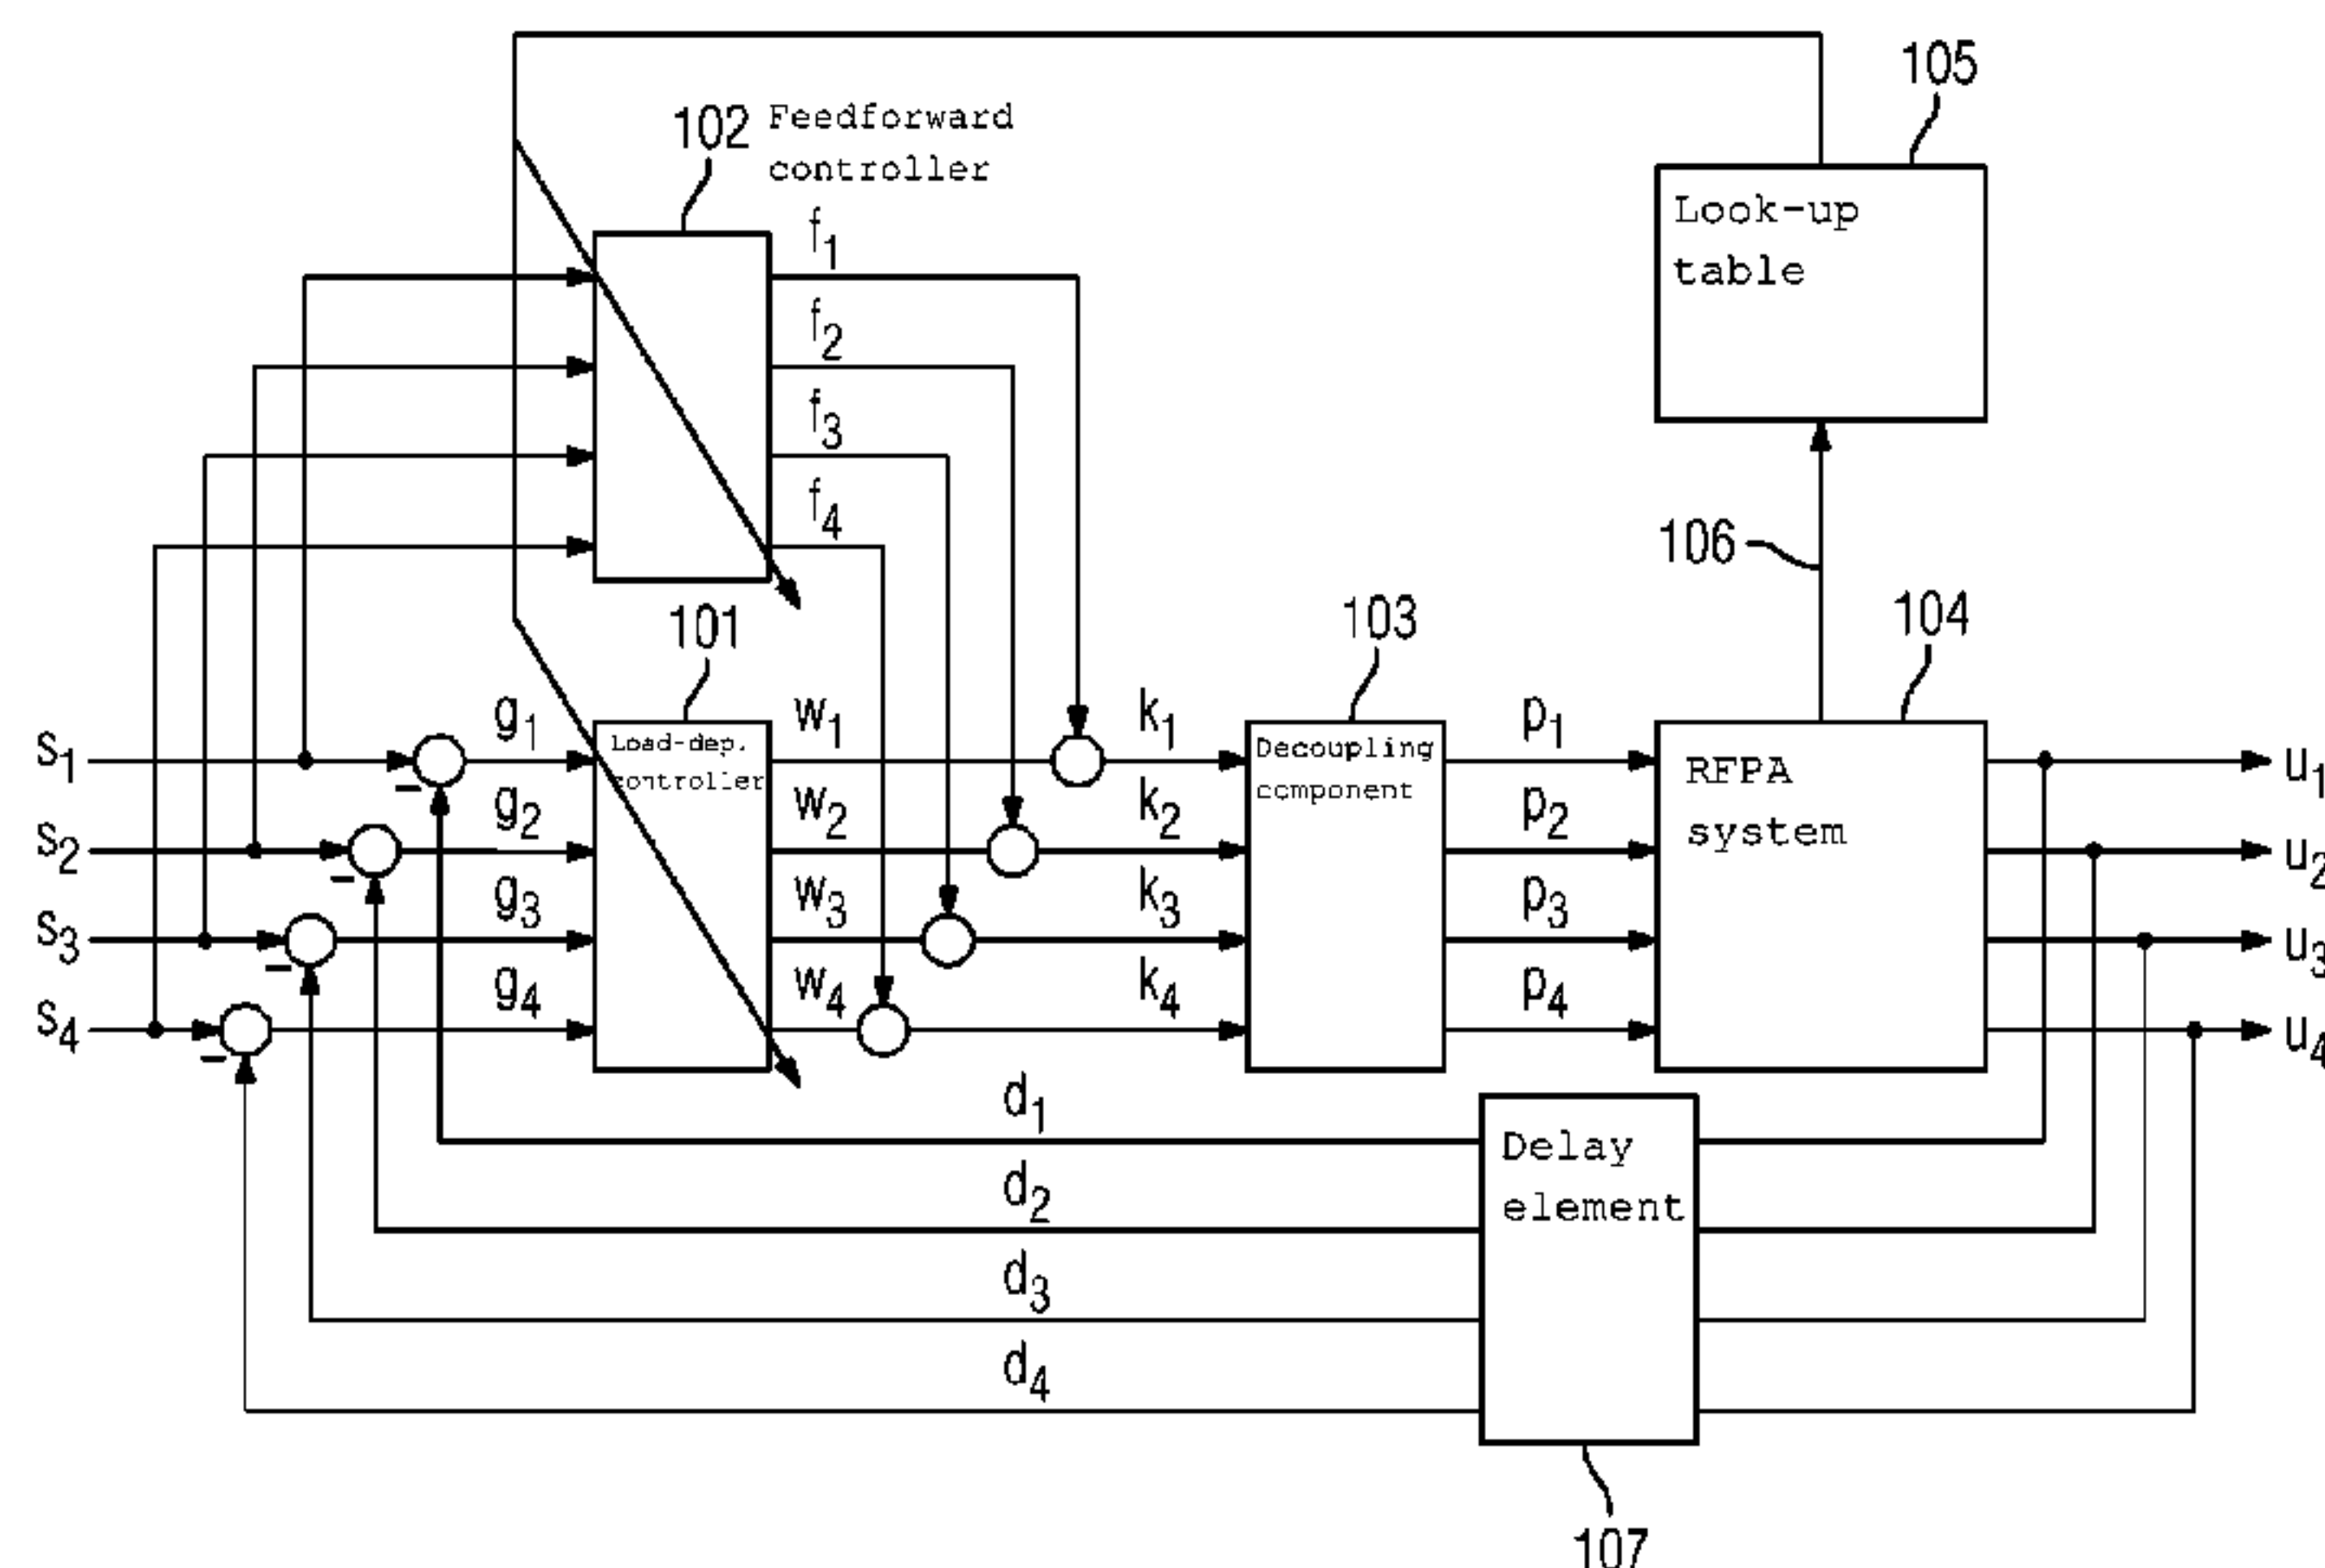 105
102 Feedforward
controller
f1
Look-up
table
f2
f3
f4
106
101
103
104
s1
g1
Load-dep.
controller
w1
k1
Decoupling
component
p1
RFPA
system
u1
s2
g2
w2
k2
p2
u2
s3
g3
w3
k3
p3
u3
s4
g4
w4
k4
p4
u4
d1
Delay
element
d2
d3
d4
107